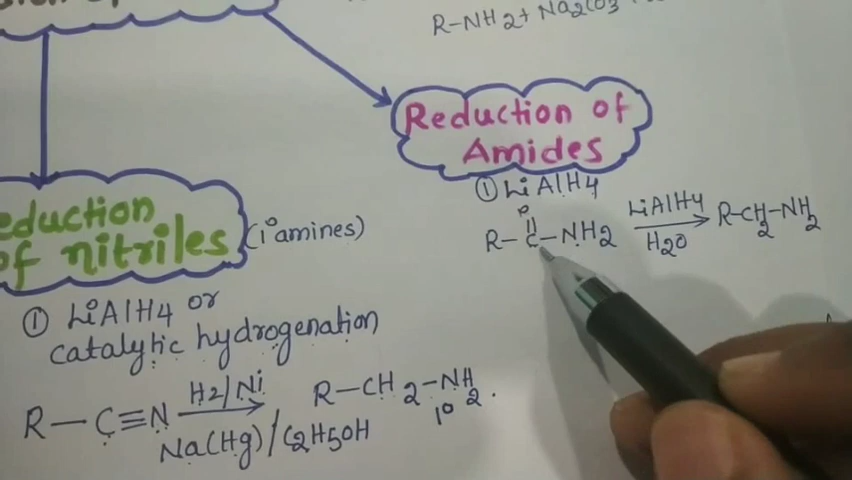 R-NH2 + Na2CO3
Reduction of
Amides
① LiAlH4
R-C-NH2
O
LiAlH4
H2O
R-CH2-NH2
eduction
of nitriles
(1° amines)
① LiAlH4 or
catalytic hydrogenation
R-C≡N
H2/Ni
Na(Hg)/C2H5OH
R-CH2-NH2.
1°